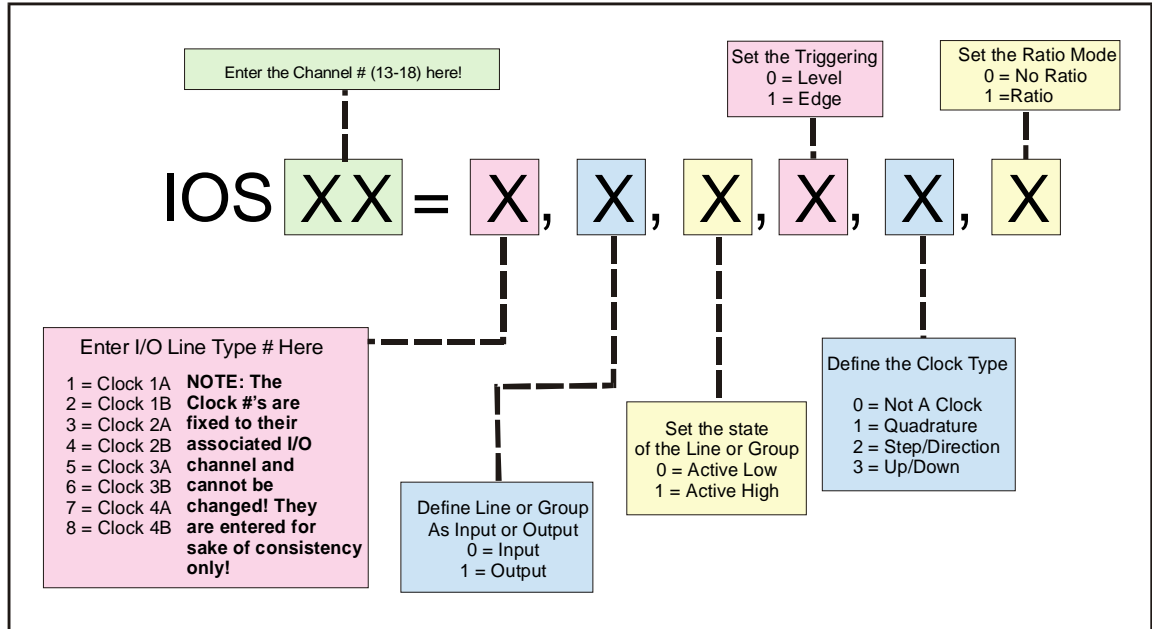 Enter the Channel # (13-18) here!
Set the Triggering
0 = Level
1 = Edge
Set the Ratio Mode
0 = No Ratio
1 =Ratio
IOS XX = X, X, X, X, X, X
Enter I/O Line Type # Here
1 = Clock 1A
2 = Clock 1B
3 = Clock 2A
4 = Clock 2B
5 = Clock 3A
6 = Clock 3B
7 = Clock 4A
8 = Clock 4B
NOTE: The
Clock #'s are
fixed to their
associated I/O
channel and
cannot be
changed! They
are entered for
sake of consistency
only!
Define Line or Group
As Input or Output
0 = Input
1 = Output
Set the state
of the Line or Group
0 = Active Low
1 = Active High
Define the Clock Type
0 = Not A Clock
1 = Quadrature
2 = Step/Direction
3 = Up/Down